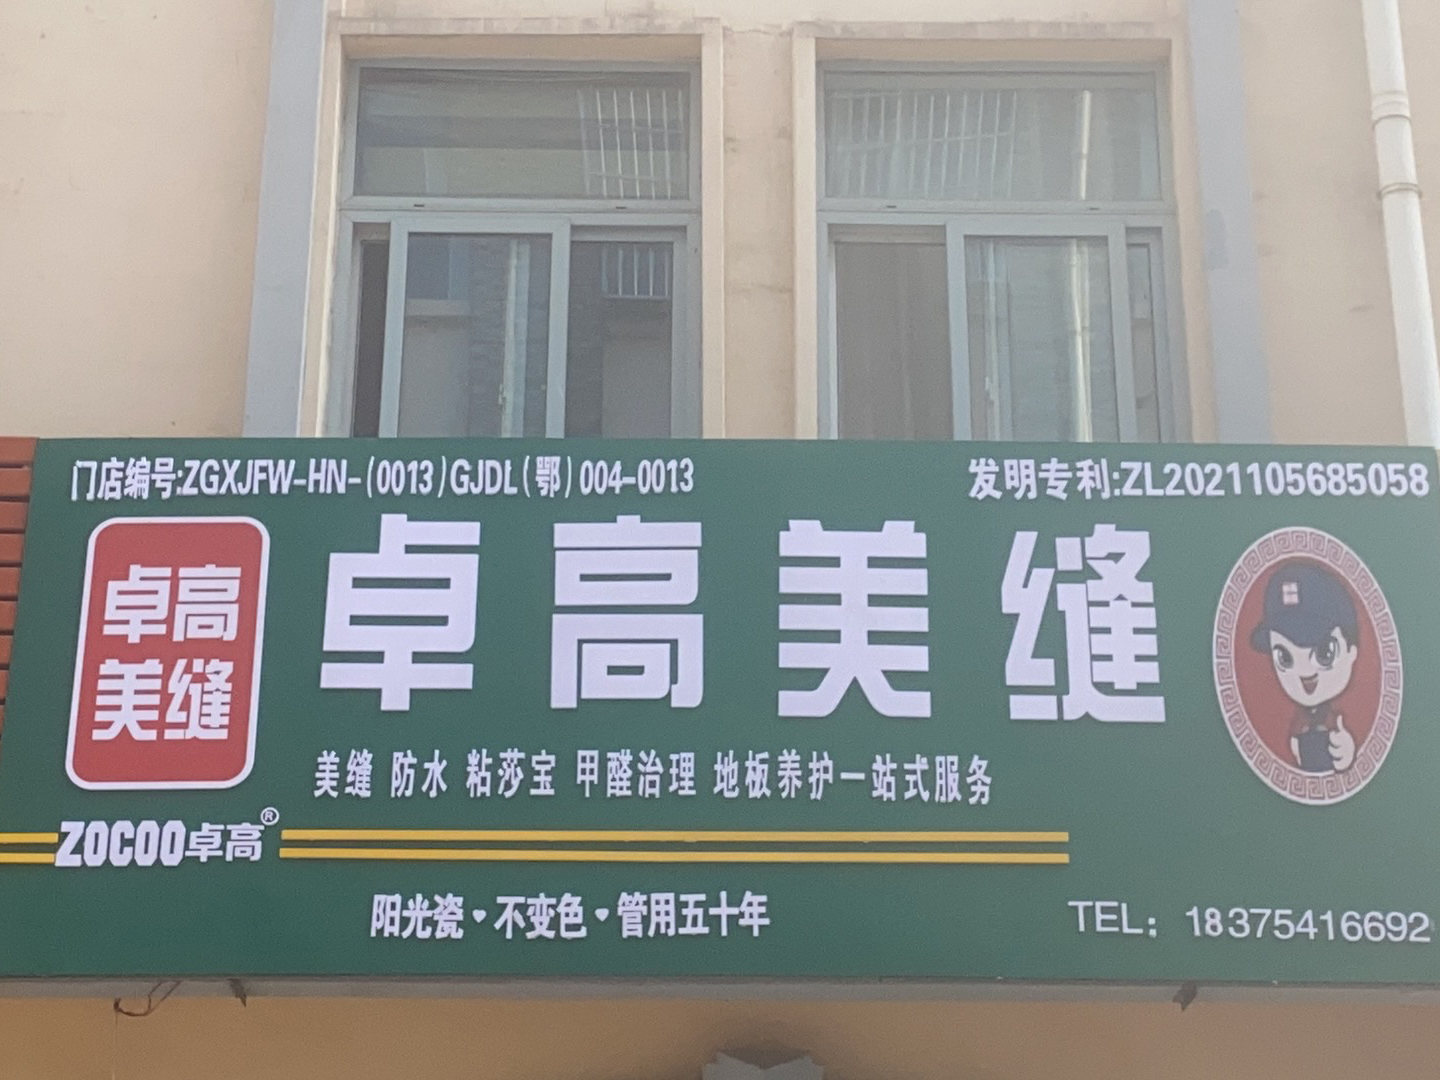 门店编号:ZGXJFW-HN-(0013)GJDL(鄂)004-0013
发明专利:ZL2021105685058
卓高
美缝
卓高美缝
美缝 防水 粘莎宝 甲醛治理 地板养护一站式服务
ZOCOO卓高®
阳光瓷·不变色·管用五十年
TEL：18375416692